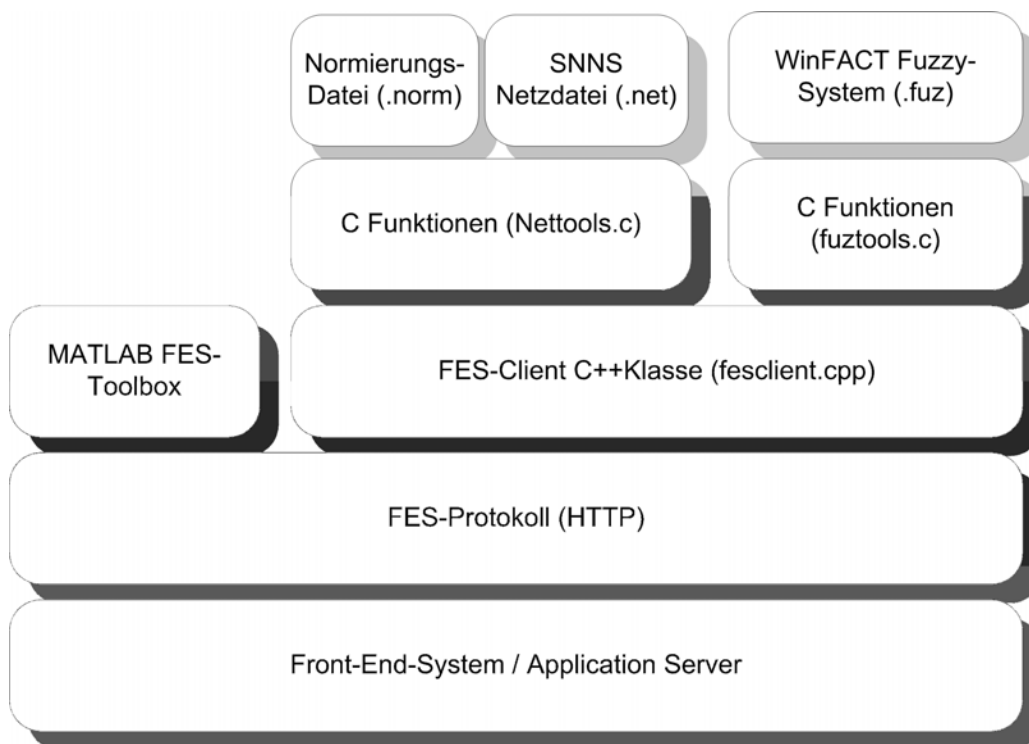 Normierungs-
Datei (.norm)
SNNS
Netzdatei (.net)
WinFACT Fuzzy-
System (.fuz)
C Funktionen (Nettools.c)
C Funktionen
(fuztools.c)
MATLAB FES-
Toolbox
FES-Client C++Klasse (fesclient.cpp)
FES-Protokoll (HTTP)
Front-End-System / Application Server